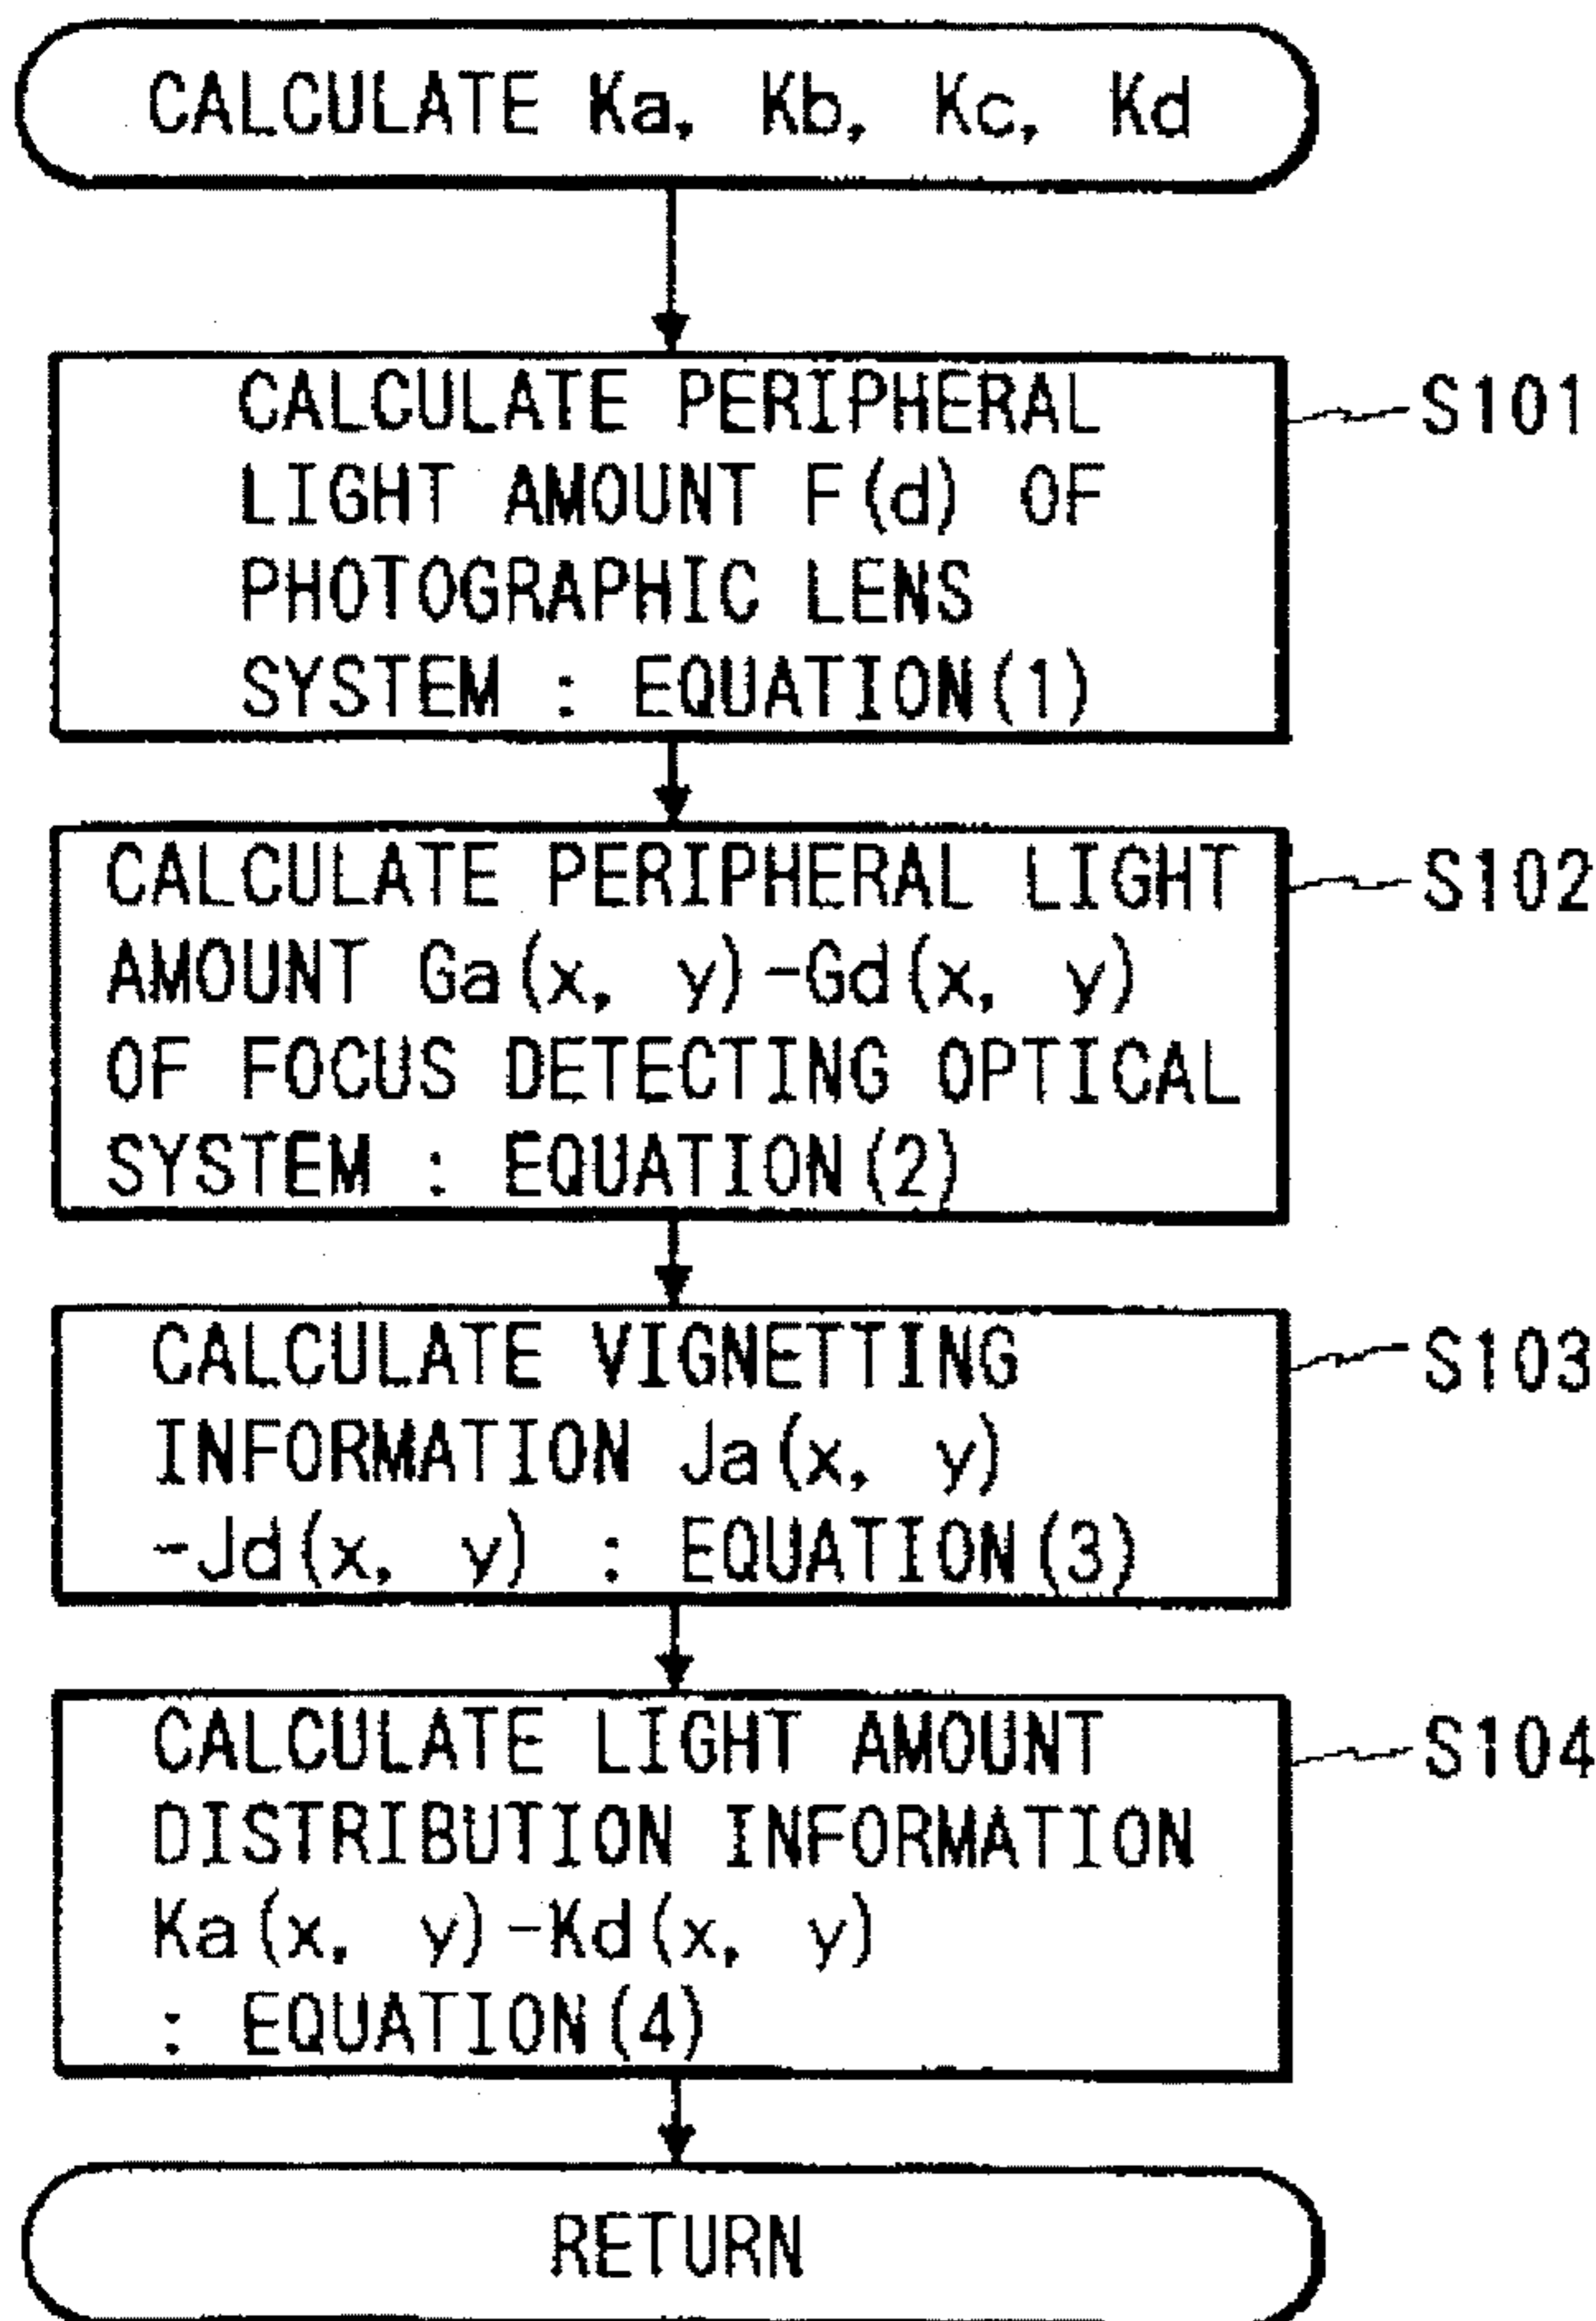 CALCULATE Ka, Kb, Kc, Kd
CALCULATE PERIPHERAL
LIGHT AMOUNT F(d) OF
PHOTOGRAPHIC LENS
SYSTEM : EQUATION(1)
S101
CALCULATE PERIPHERAL LIGHT
AMOUNT Ga(x, y)-Gd(x, y)
OF FOCUS DETECTING OPTICAL
SYSTEM : EQUATION(2)
S102
CALCULATE VIGNETTING
INFORMATION Ja(x, y)
-Jd(x, y) : EQUATION(3)
S103
CALCULATE LIGHT AMOUNT
DISTRIBUTION INFORMATION
Ka(x, y)-Kd(x, y)
: EQUATION(4)
S104
RETURN